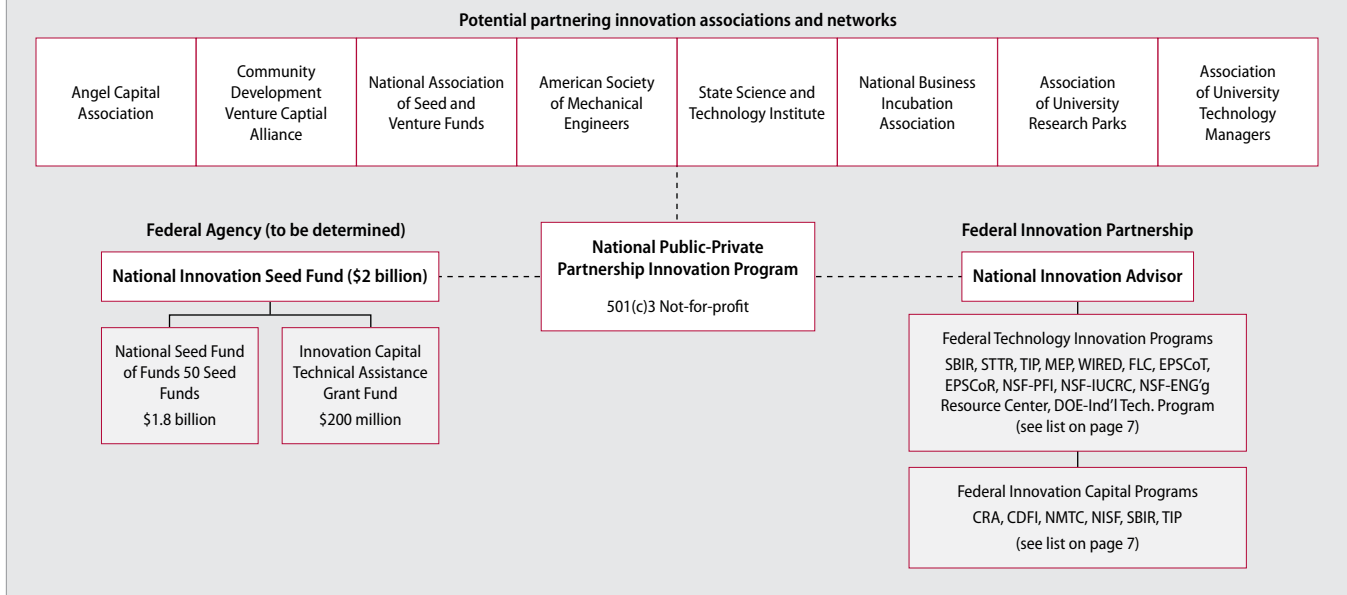 Potential partnering innovation associations and networks
Angel Capital
Association
Community
Development
Venture Captial
Alliance
National Association
of Seed and
Venture Funds
American Society
of Mechanical
Engineers
State Science and
Technology Institute
National Business
Incubation
Association
Association
of University
Research Parks
Association
of University
Technology
Managers
Federal Agency (to be determined)
National Innovation Seed Fund ($2 billion)
National Seed Fund
of Funds 50 Seed
Funds
$1.8 billion
Innovation Capital
Technical Assistance
Grant Fund
$200 million
National Public-Private
Partnership Innovation Program
501(c)3 Not-for-profit
Federal Innovation Partnership
National Innovation Advisor
Federal Technology Innovation Programs
SBIR, STTR, TIP, MEP, WIRED, FLC, EPSCoT,
EPSCoR, NSF-PFI, NSF-IUCRC, NSF-ENG’g
Resource Center, DOE-Ind’l Tech. Program
(see list on page 7)
Federal Innovation Capital Programs
CRA, CDFI, NMTC, NISF, SBIR, TIP
(see list on page 7)